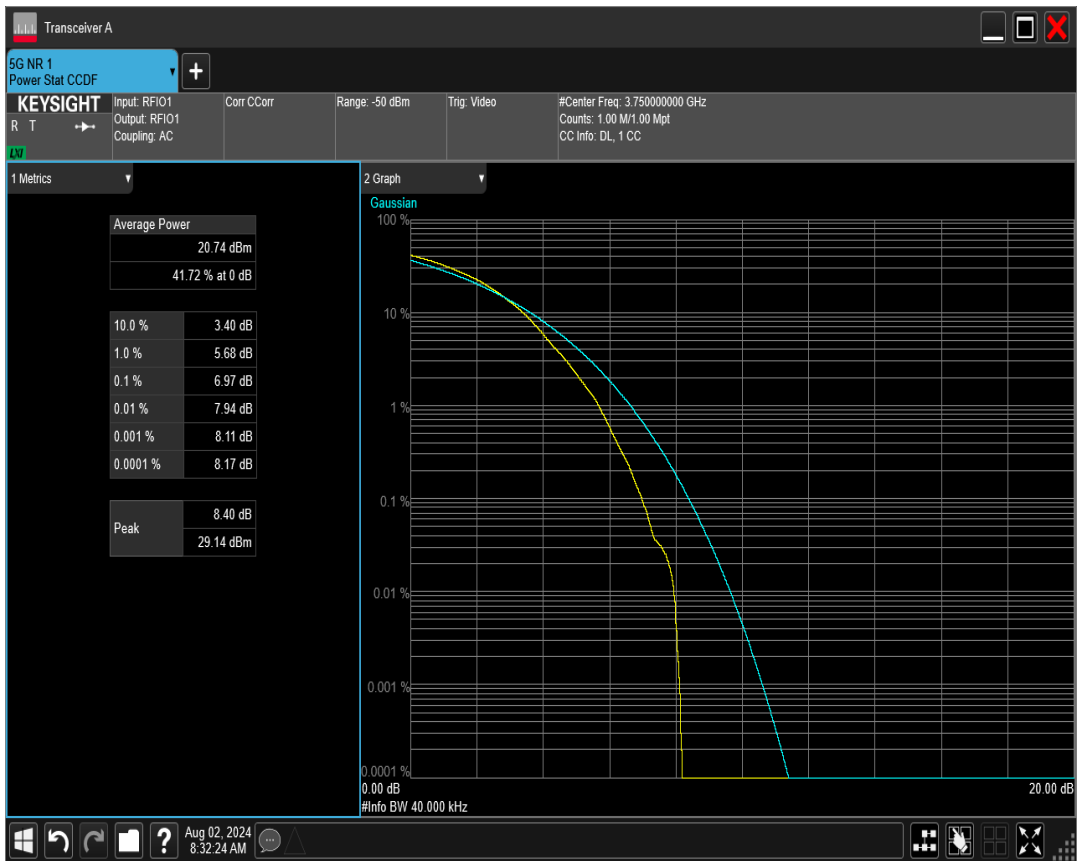 Transceiver A
5G NR 1
Power Stat CCDF
+
KEYSIGHT
R T
LXI
Input: RFIO1
Output: RFIO1
Coupling: AC
Corr CCorr
Range: -50 dBm
Trig: Video
#Center Freq: 3.750000000 GHz
Counts: 1.00 M/1.00 Mpt
CC Info: DL, 1 CC
1 Metrics
Average Power
20.74 dBm
41.72 % at 0 dB
10.0 % 3.40 dB
1.0 % 5.68 dB
0.1 % 6.97 dB
0.01 % 7.94 dB
0.001 % 8.11 dB
0.0001 % 8.17 dB
Peak
8.40 dB
29.14 dBm
2 Graph
Gaussian
100 %
10 %
1 %
0.1 %
0.01 %
0.001 %
0.0001 %
0.00 dB
20.00 dB
#Info BW 40.000 kHz
?
Aug 02, 2024
8:32:24 AM